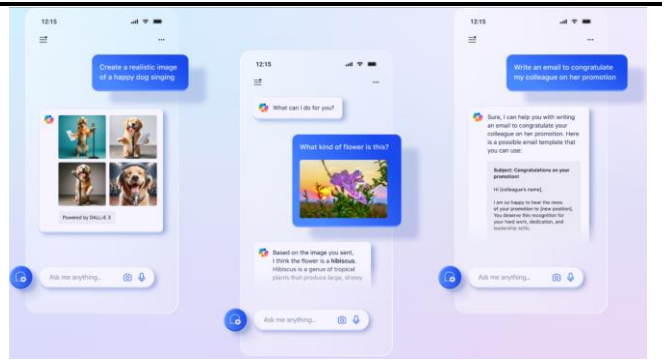 12:15
Create a realistic image
of a happy dog singing
Powered by DALL-E 3
Ask me anything...
12:15
What can I do for you?
What kind of flower is this?
Based on the image you sent,
I think the flower is a hibiscus.
Hibiscus is a genus of tropical
plants that produce large, showy
Ask me anything...
12:15
Write an email to congratulate
my colleague on her promotion
Sure, I can help you with writing
an email to congratulate your
colleague on her promotion. Here
is a possible email template that
you can use:
Subject: Congratulations on your
promotion!
Hi [colleague's name],
I am so happy to hear the news
of your promotion to [new position].
You deserve this recognition for
your hard work, dedication, and
leadership skills.
Ask me anything...